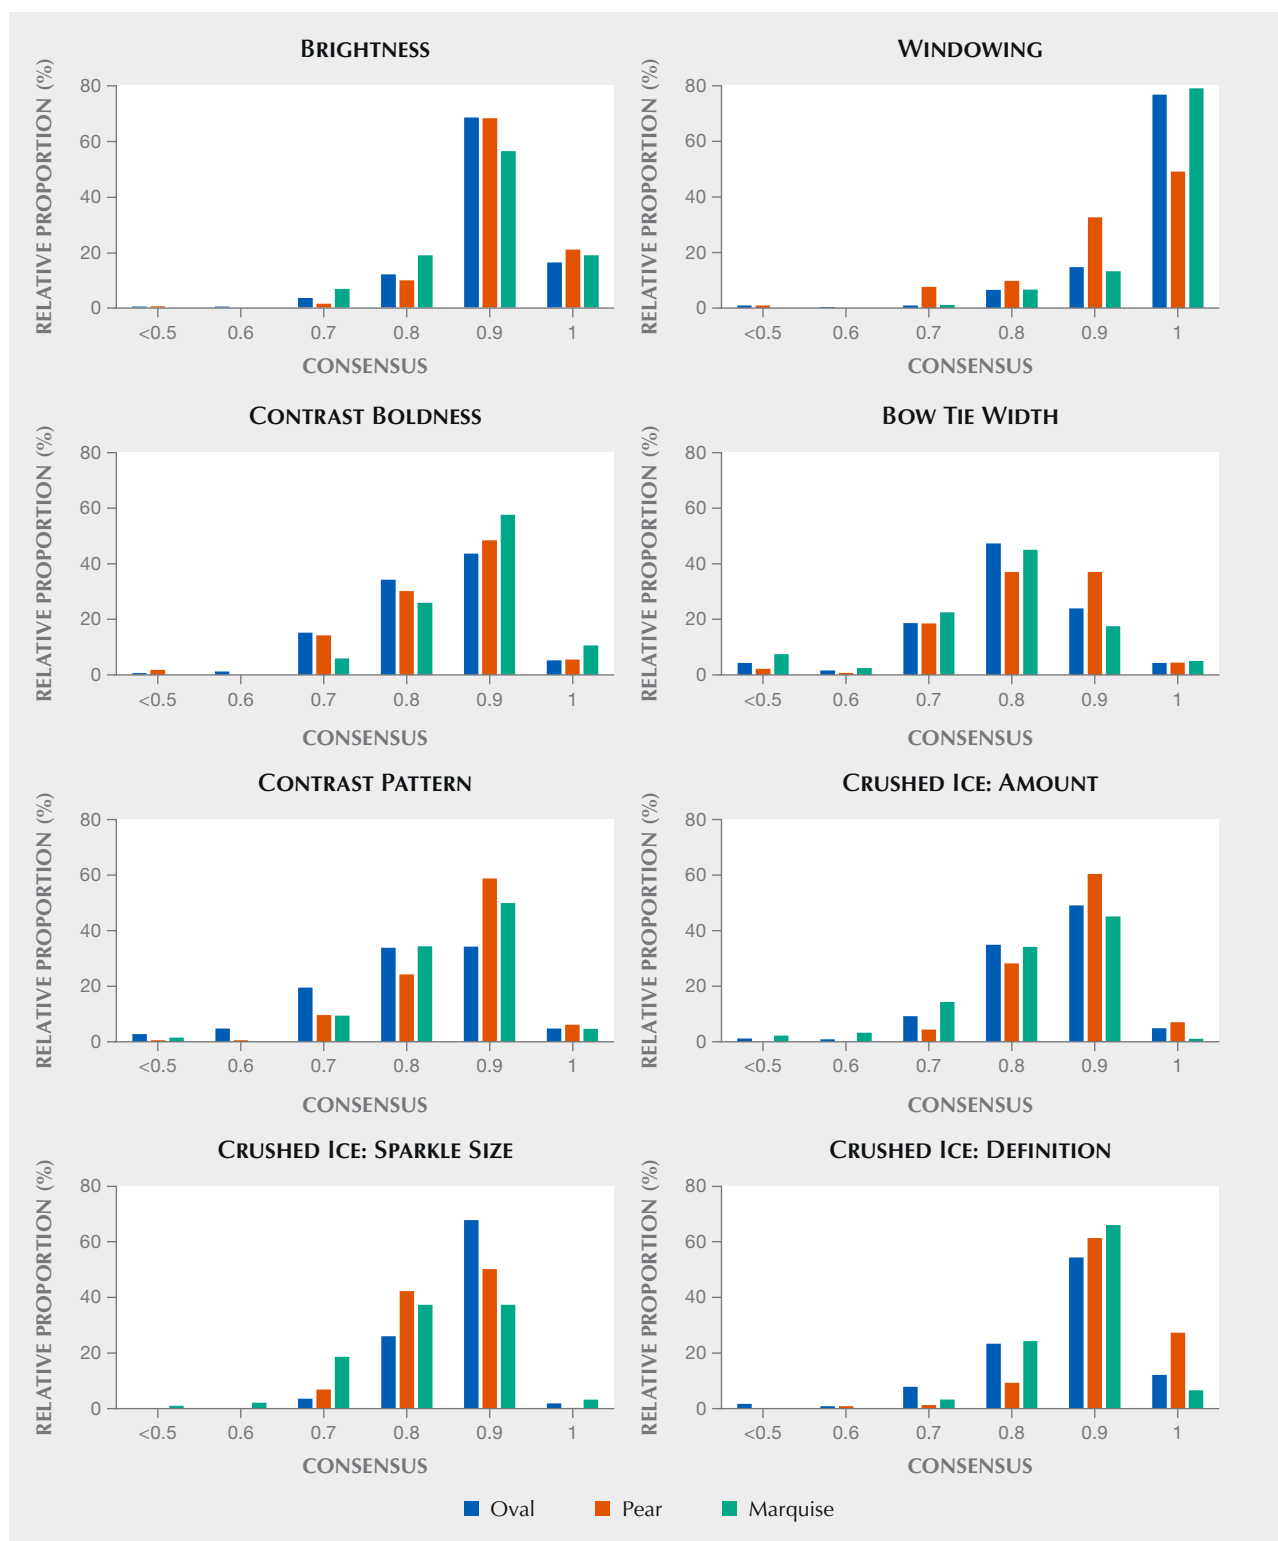 BRIGHTNESS
RELATIVE PROPORTION (%)
80
60
40
20
0
<0.5 0.6 0.7 0.8 0.9 1
CONSENSUS
WINDOWING
RELATIVE PROPORTION (%)
80
60
40
20
0
<0.5 0.6 0.7 0.8 0.9 1
CONSENSUS
CONTRAST BOLDNESS
RELATIVE PROPORTION (%)
80
60
40
20
0
<0.5 0.6 0.7 0.8 0.9 1
CONSENSUS
BOW TIE WIDTH
RELATIVE PROPORTION (%)
80
60
40
20
0
<0.5 0.6 0.7 0.8 0.9 1
CONSENSUS
CONTRAST PATTERN
RELATIVE PROPORTION (%)
80
60
40
20
0
<0.5 0.6 0.7 0.8 0.9 1
CONSENSUS
CRUSHED ICE: AMOUNT
RELATIVE PROPORTION (%)
80
60
40
20
0
<0.5 0.6 0.7 0.8 0.9 1
CONSENSUS
CRUSHED ICE: SPARKLE SIZE
RELATIVE PROPORTION (%)
80
60
40
20
0
<0.5 0.6 0.7 0.8 0.9 1
CONSENSUS
CRUSHED ICE: DEFINITION
RELATIVE PROPORTION (%)
80
60
40
20
0
<0.5 0.6 0.7 0.8 0.9 1
CONSENSUS
Oval Pear Marquise